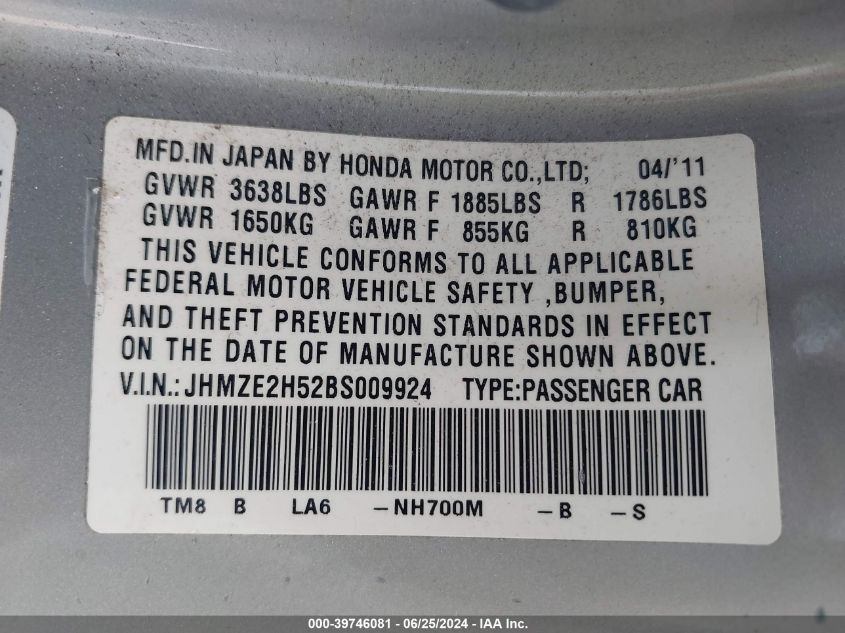 MFD.IN JAPAN BY HONDA MOTOR CO.,LTD; 04/'11
GVWR 3638LBS GAWR F 1885LBS R 1786LBS
GVWR 1650KG GAWR F 855KG R 810KG
THIS VEHICLE CONFORMS TO ALL APPLICABLE
FEDERAL MOTOR VEHICLE SAFETY ,BUMPER,
AND THEFT PREVENTION STANDARDS IN EFFECT
ON THE DATE OF MANUFACTURE SHOWN ABOVE.
V.I.N.:JHMZE2H52BS009924 TYPE:PASSENGER CAR
TM8 B LA6 -NH700M -B -S
000-39746081 - 06/25/2024 - IAA Inc.